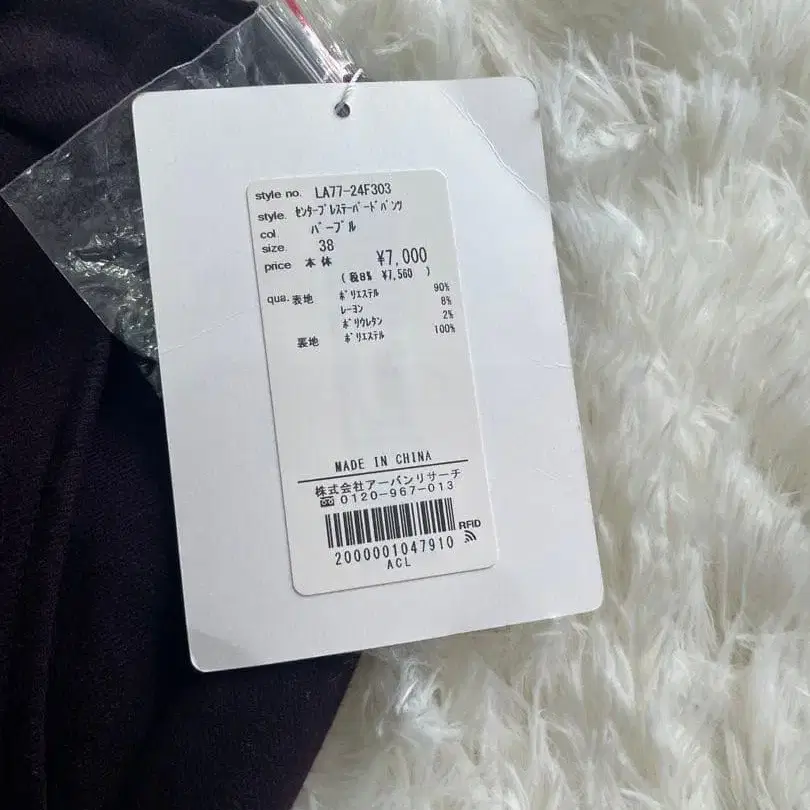 style no. LA77-24F303
style. ｾﾝﾀｰﾌﾟﾚｽﾃｰﾊﾟｰﾄﾞﾊﾟﾝﾂ
col ﾊﾟｰﾌﾟﾙ
size. 38
price 本体 ¥7,000
(税8% ¥7,560 )
qua. 表地 ﾎﾟﾘｴｽﾃﾙ 90%
ﾚｰﾖﾝ 8%
ﾎﾟﾘｳﾚﾀﾝ 2%
裏地 ﾎﾟﾘｴｽﾃﾙ 100%
MADE IN CHINA
株式会社アーバンリサーチ
0120-967-013
RFID
2000001047910
ACL